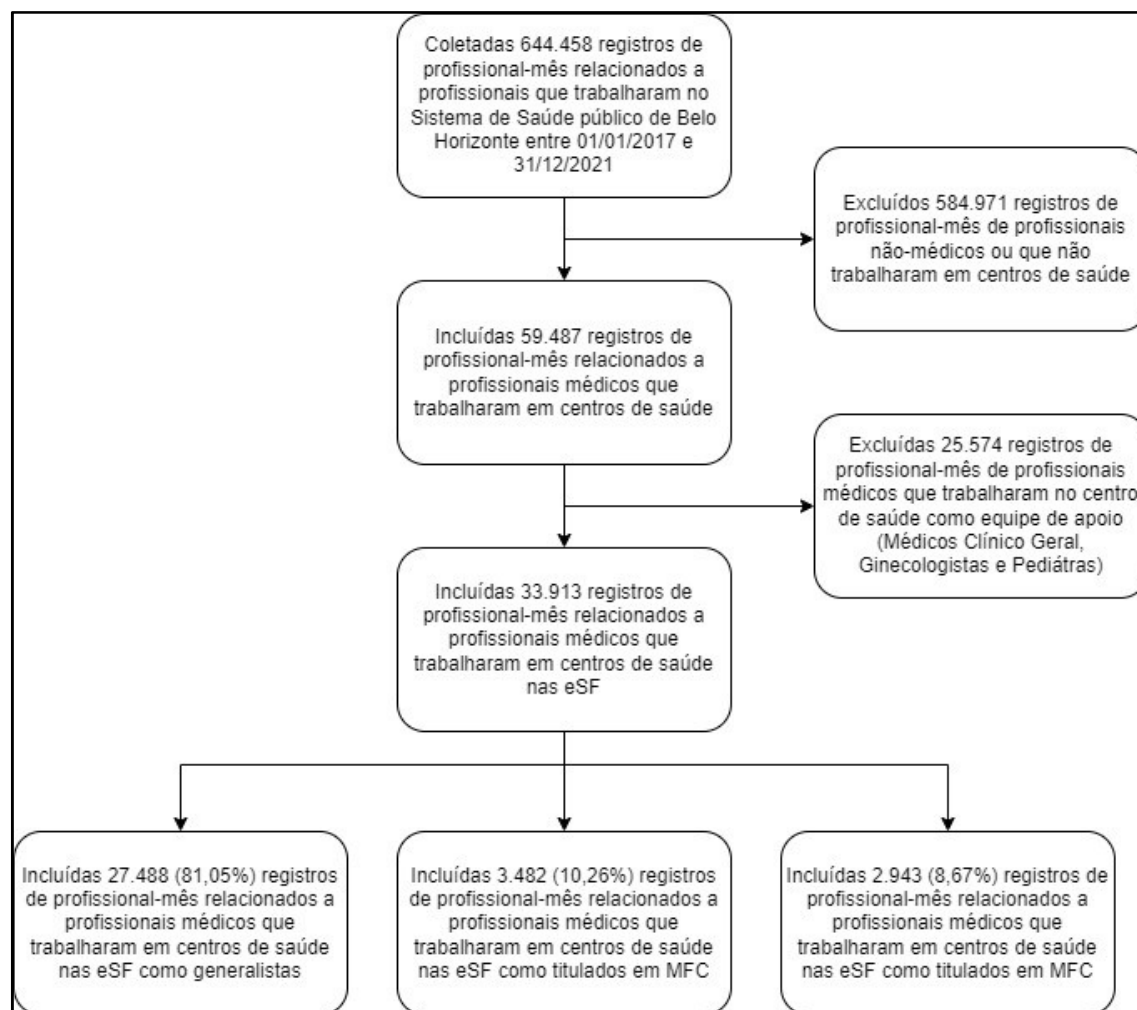 Coletadas 644.458 registros de
profissional-mês relacionados a
profissionais que trabalharam no
Sistema de Saúde público de Belo
Horizonte entre 01/01/2017 e
31/12/2021
Excluídos 584.971 registros de
profissional-mês de profissionais
não-médicos ou que não
trabalharam em centros de saúde
Incluídas 59.487 registros de
profissional-mês relacionados a
profissionais médicos que
trabalharam em centros de saúde
Excluídas 25.574 registros de
profissional-mês de profissionais
médicos que trabalharam no centro
de saúde como equipe de apoio
(Médicos Clínico Geral,
Ginecologistas e Pediátras)
Incluídas 33.913 registros de
profissional-mês relacionados a
profissionais médicos que
trabalharam em centros de saúde
nas eSF
Incluídas 27.488 (81,05%) registros
de profissional-mês relacionados a
profissionais médicos que
trabalharam em centros de saúde
nas eSF como generalistas
Incluídas 3.482 (10,26%) registros
de profissional-mês relacionados a
profissionais médicos que
trabalharam em centros de saúde
nas eSF como titulados em MFC
Incluídas 2.943 (8,67%) registros de
profissional-mês relacionados a
profissionais médicos que
trabalharam em centros de saúde
nas eSF como titulados em MFC